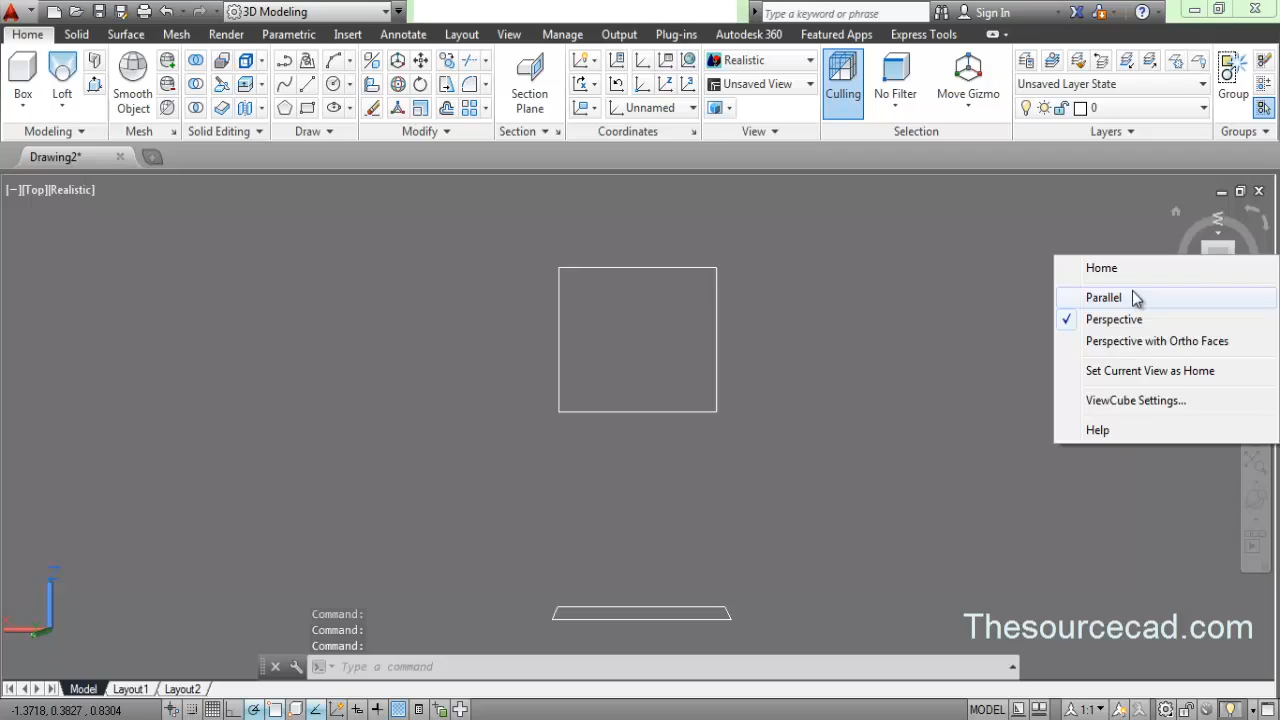 3D Modeling
Type a keyword or phrase
Sign In
Home Solid Surface Mesh Render Parametric Insert Annotate Layout View Manage Output Plug-ins Autodesk 360 Featured Apps Express Tools
Box
Loft
Smooth Object
Section Plane
Unnamed
Realistic
Unsaved View
Culling
No Filter
Move Gizmo
Unsaved Layer State
0
Group
Modeling Mesh Solid Editing Draw Modify Section Coordinates View Selection Layers Groups
Drawing2*
[−][Top][Realistic]
W
Home
Parallel
Perspective
Perspective with Ortho Faces
Set Current View as Home
ViewCube Settings...
Help
Command:
Command:
Command:
Thesourcecad.com
Type a command
Model Layout1 Layout2
-1.3718, 0.3827, 0.8304
MODEL
1:1